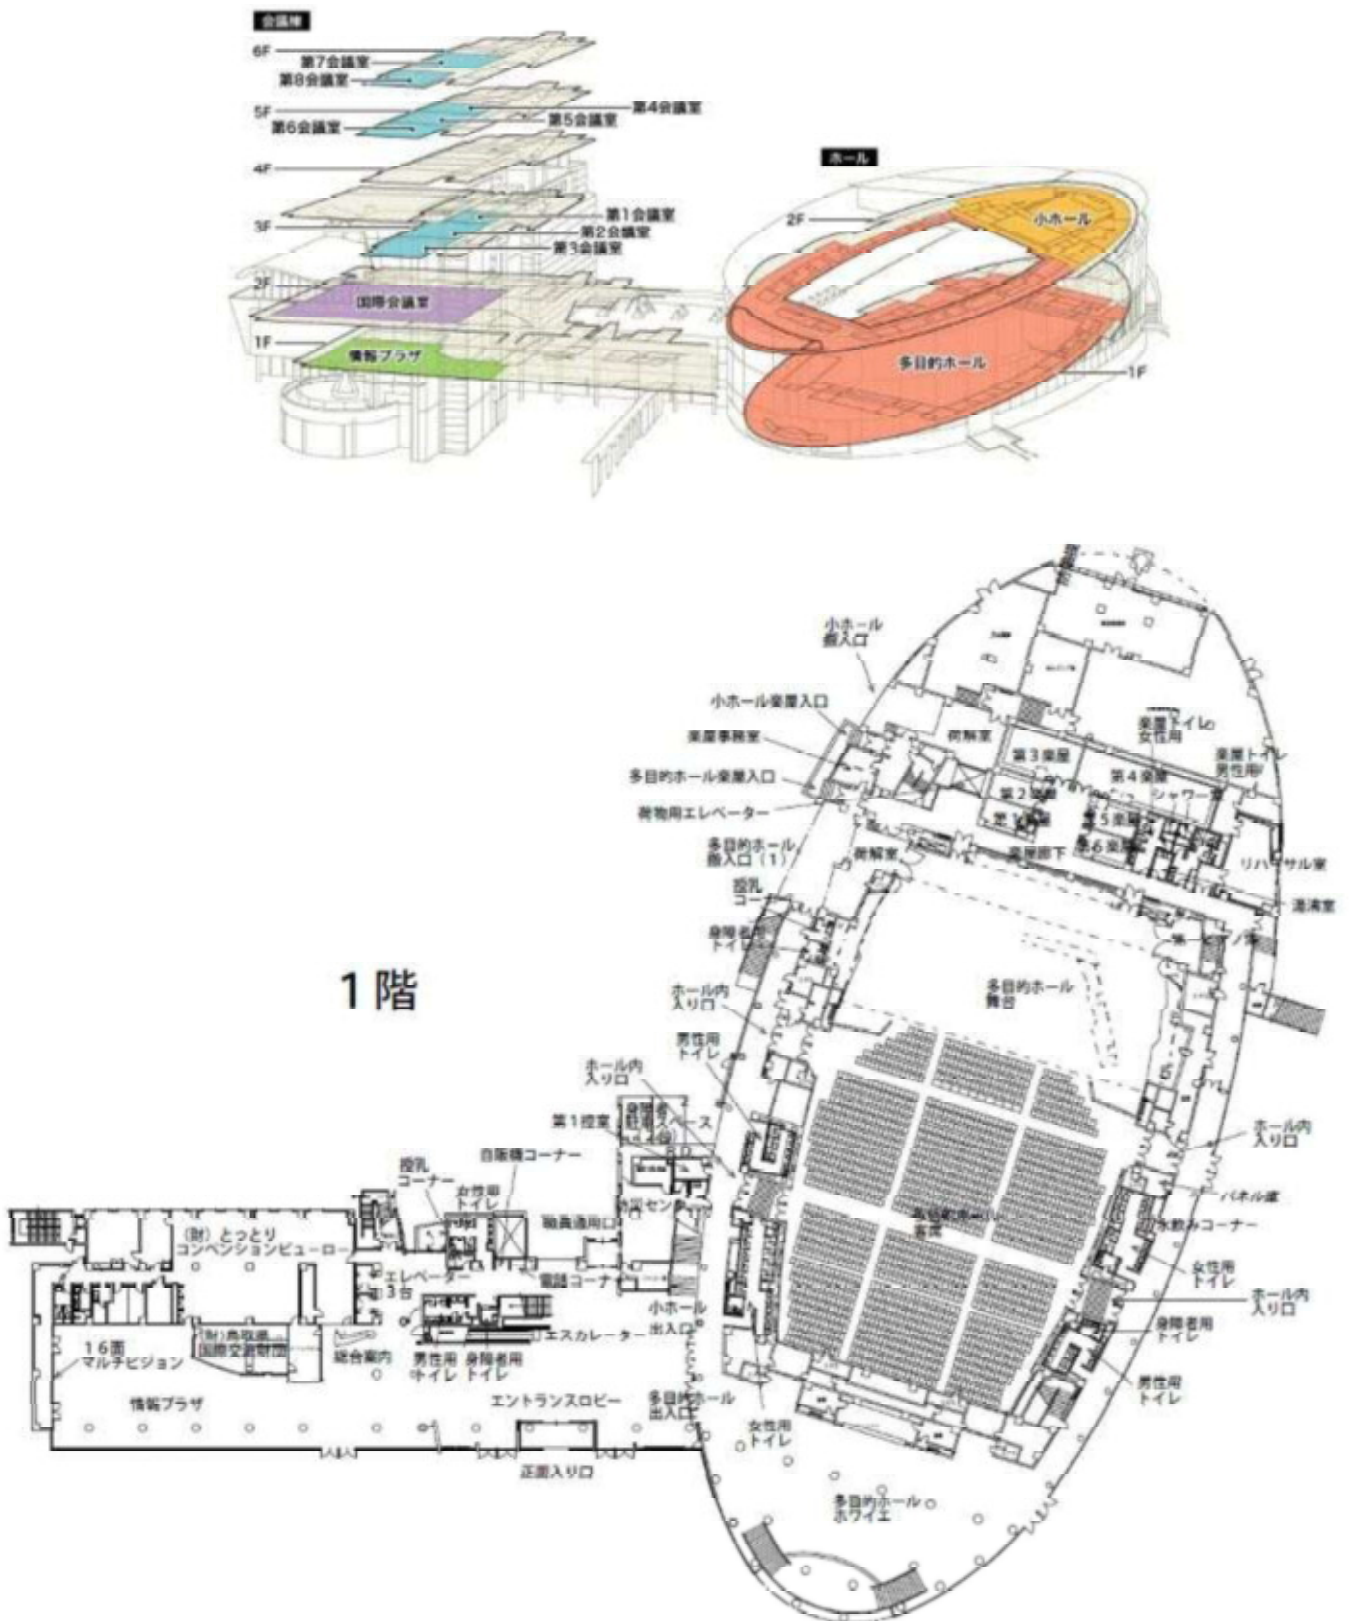 会議棟
6F
第7会議室
第8会議室
5F
第4会議室
第5会議室
第6会議室
4F
3F
第1会議室
第2会議室
第3会議室
2F
国際会議室
1F
情報プラザ
ホール
2F
小ホール
多目的ホール
1F
1階
小ホール
搬入口
小ホール楽屋入口
楽屋事務室
多目的ホール楽屋入口
荷物用エレベーター
荷解室
第3楽屋
第2楽屋
第1楽屋
第4楽屋
第5楽屋
第6楽屋
楽屋トイレ
女性用
楽屋トイレ
男性用
多目的ホール
搬入口(1)
荷解室
楽屋廊下
リハーサル室
湯沸室
授乳
コー
身障者用
トイレ
ホール内
入り口
多目的ホール
舞台
男性用
トイレ
ホール内
入り口
第1控室
身障者
駐車スペース
防災センター
自販機コーナー
授乳
コーナー
女性用
トイレ
職員通用口
電話コーナー
(財)とっとり
コンベンションビューロー
エレベーター
3台
エスカレーター
総合案内
男性用
トイレ
身障者用
トイレ
(財)鳥取県
国際交流財団
16面
マルチビジョン
情報プラザ
エントランスロビー
正面入り口
小ホール
出入口
多目的ホール
出入口
客席
ホール内
入り口
パネル庫
水飲みコーナー
女性用
トイレ
ホール内
入り口
身障者用
トイレ
男性用
トイレ
女性用
トイレ
多目的ホール
ホワイエ